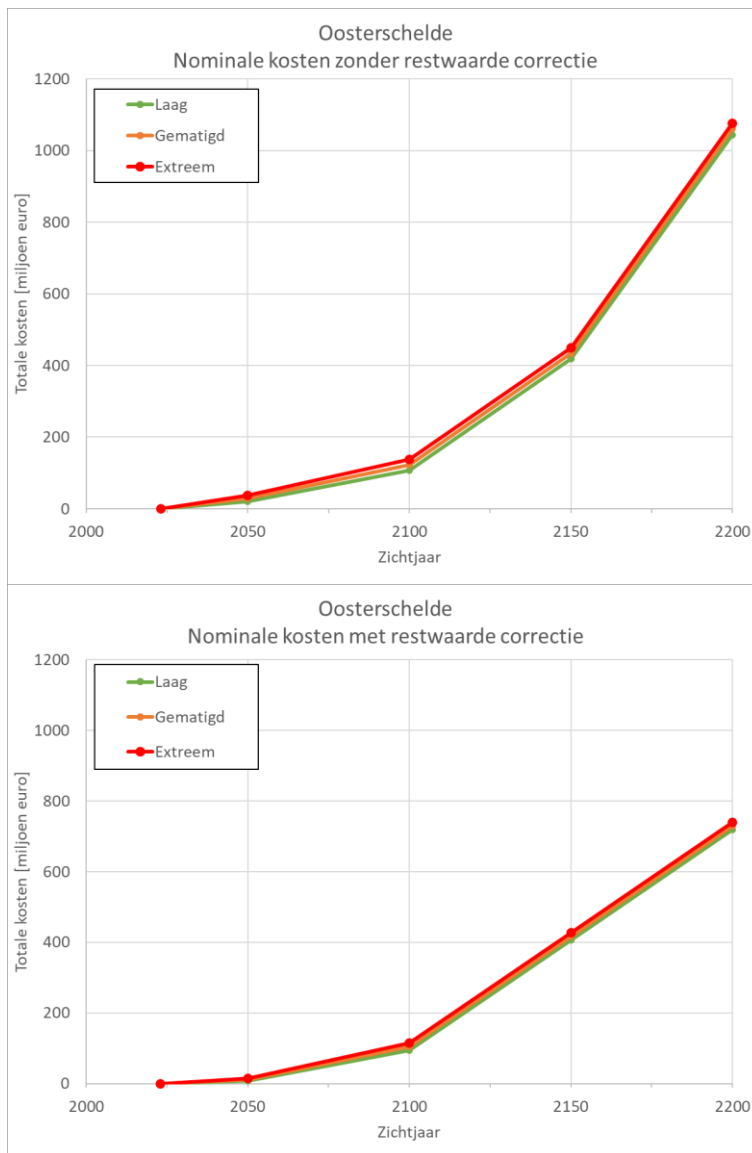 Oosterschelde
Nominale kosten zonder restwaarde correctie
1200
1000
800
600
400
200
0
Totale kosten [miljoen euro]
Laag
Gematigd
Extreem
2000
2050
2100
2150
2200
Zichtjaar
Oosterschelde
Nominale kosten met restwaarde correctie
1200
1000
800
600
400
200
0
Totale kosten [miljoen euro]
Laag
Gematigd
Extreem
2000
2050
2100
2150
2200
Zichtjaar